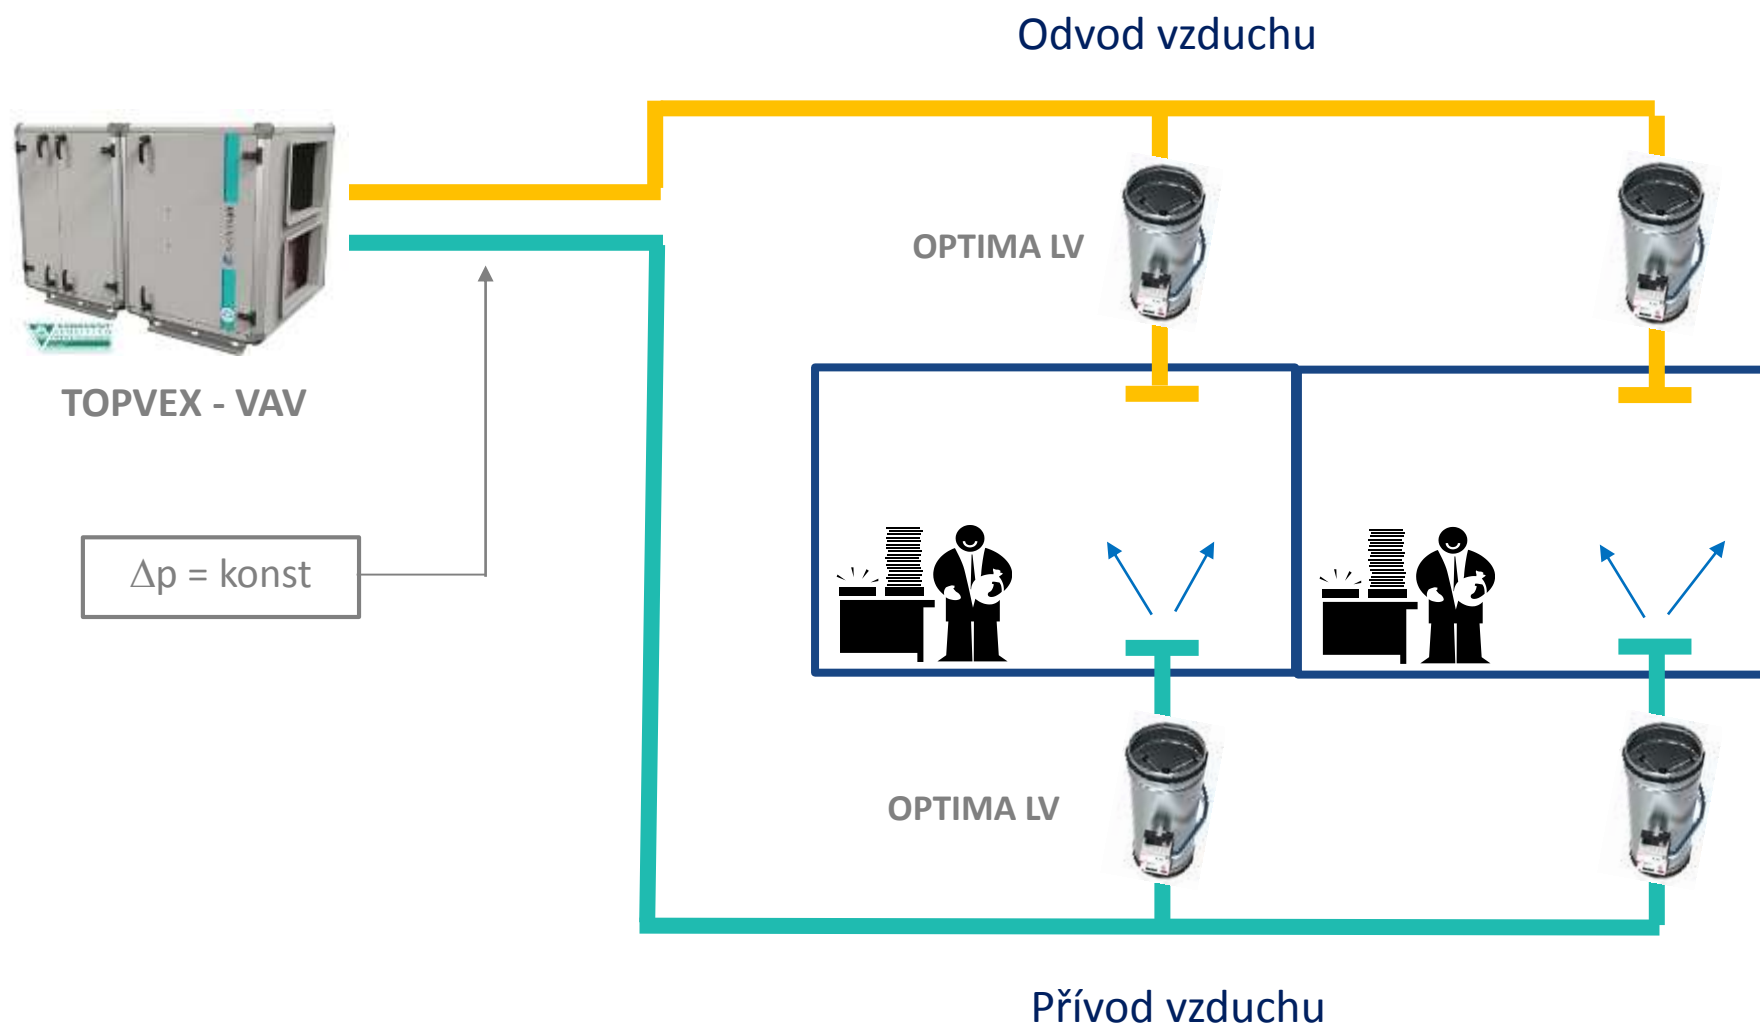 Odvod vzduchu
OPTIMA LV
TOPVEX - VAV
Δp = konst
OPTIMA LV
Přívod vzduchu